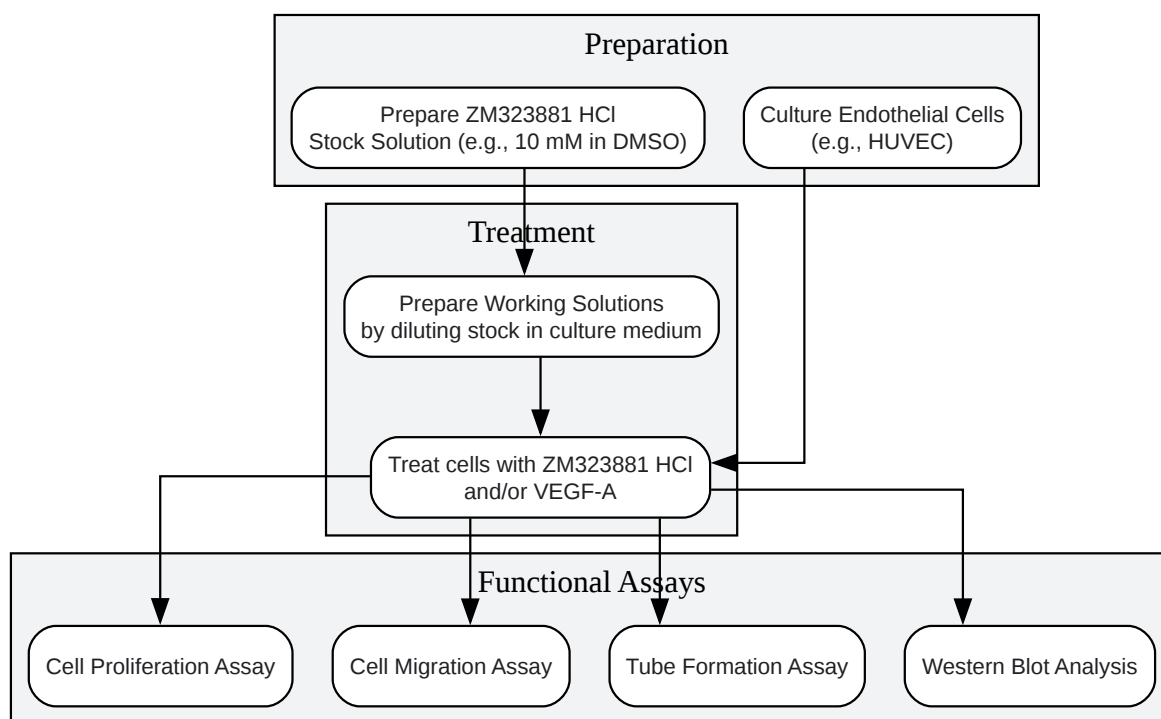 Preparation
Prepare ZM323881 HCl
Stock Solution (e.g., 10 mM in DMSO)
Culture Endothelial Cells
(e.g., HUVEC)
Treatment
Prepare Working Solutions
by diluting stock in culture medium
Treat cells with ZM323881 HCl
and/or VEGF-A
Functional Assays
Cell Proliferation Assay
Cell Migration Assay
Tube Formation Assay
Western Blot Analysis